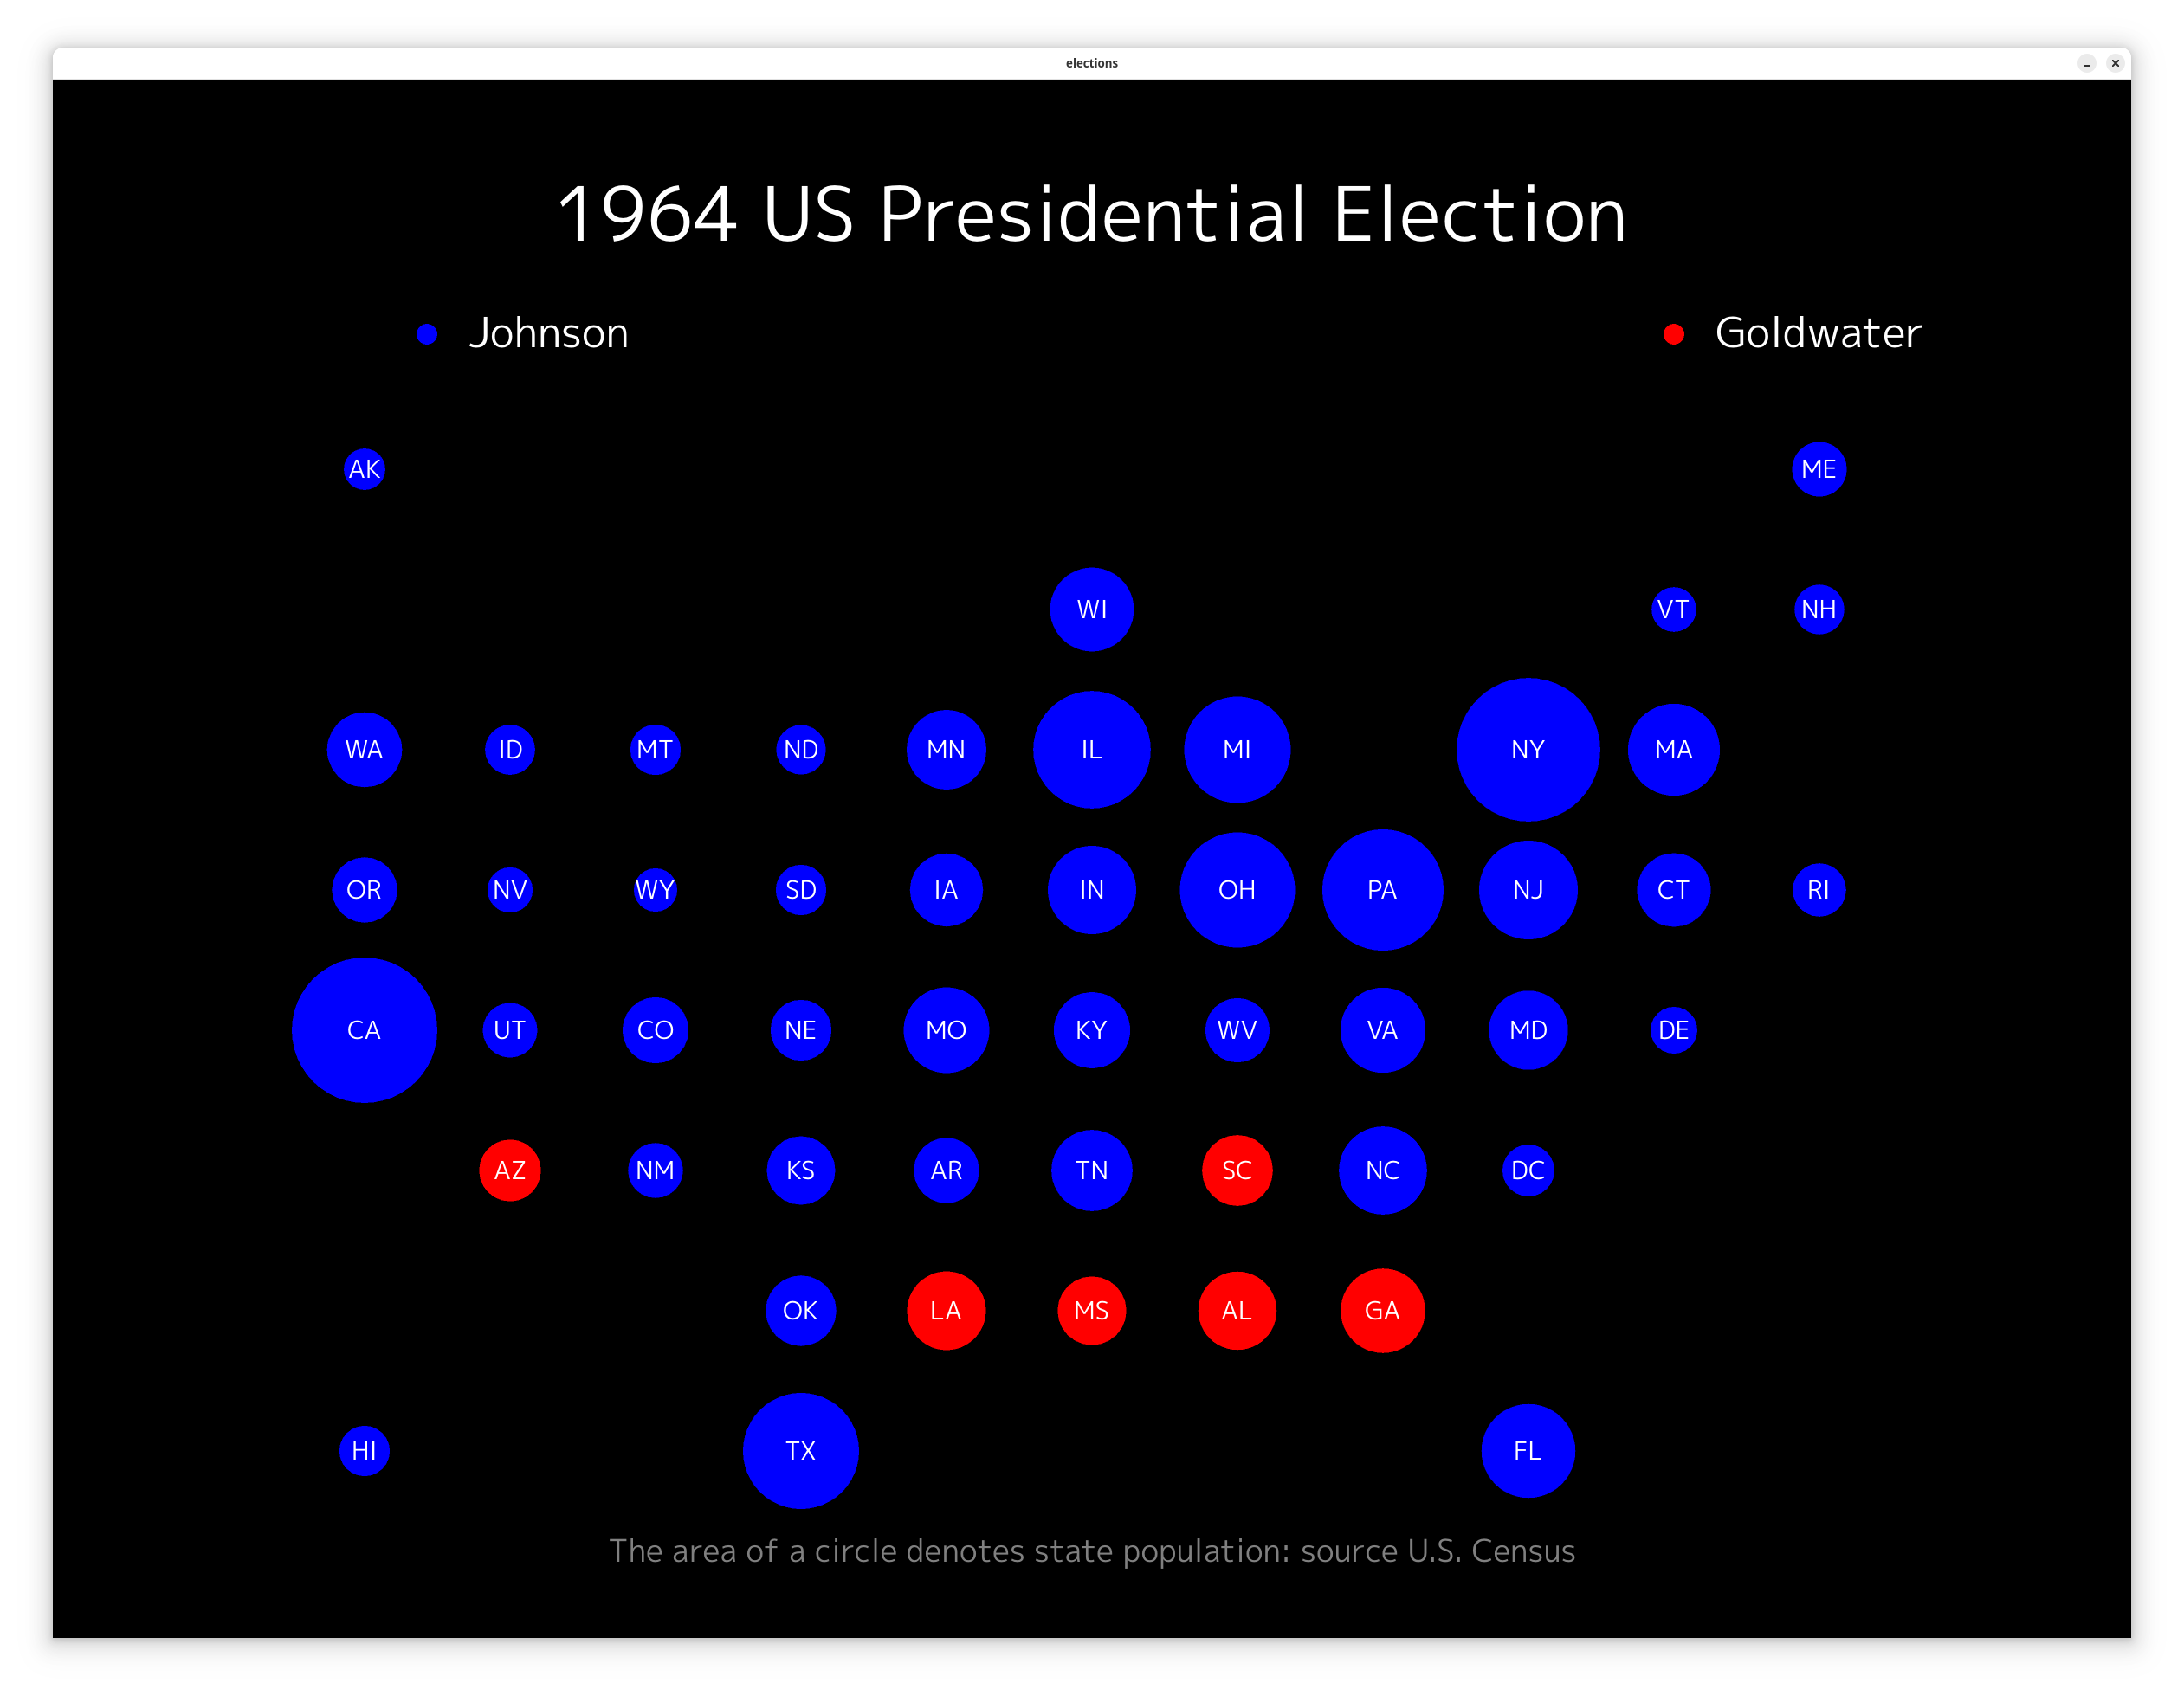 elections
1964 US Presidential Election
Johnson Goldwater
AK ME
WI VT NH
WA ID MT ND MN IL MI NY MA
OR NV WY SD IA IN OH PA NJ CT RI
CA UT CO NE MO KY WV VA MD DE
AZ NM KS AR TN SC NC DC
OK LA MS AL GA
HI TX FL
The area of a circle denotes state population: source U.S. Census